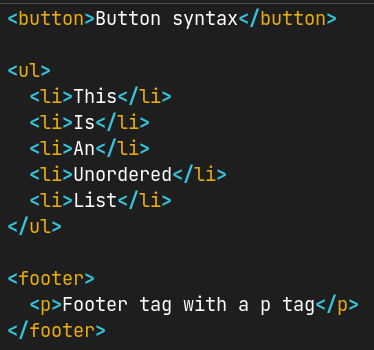 <button>Button syntax</button>
<ul>
<li>This</li>
<li>Is</li>
<li>An</li>
<li>Unordered</li>
<li>List</li>
</ul>
<footer>
<p>Footer tag with a p tag</p>
</footer>